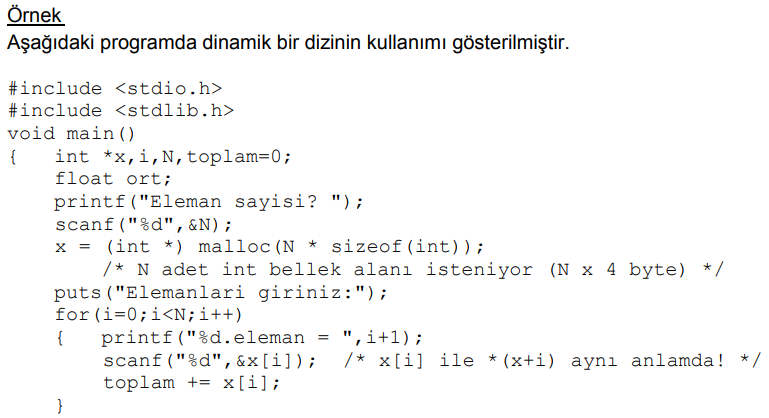 Örnek
Aşağıdaki programda dinamik bir dizinin kullanımı gösterilmiştir.
#include <stdio.h>
#include <stdlib.h>
void main()
{   int *x,i,N,toplam=0;
    float ort;
    printf("Eleman sayisi? ");
    scanf("%d",&N);
    x = (int *) malloc(N * sizeof(int));
        /* N adet int bellek alanı isteniyor (N x 4 byte) */
    puts("Elemanlari giriniz:");
    for(i=0;i<N;i++)
    {   printf("%d.eleman = ",i+1);
        scanf("%d",&x[i]);  /* x[i] ile *(x+i) aynı anlamda! */
        toplam += x[i];
    }